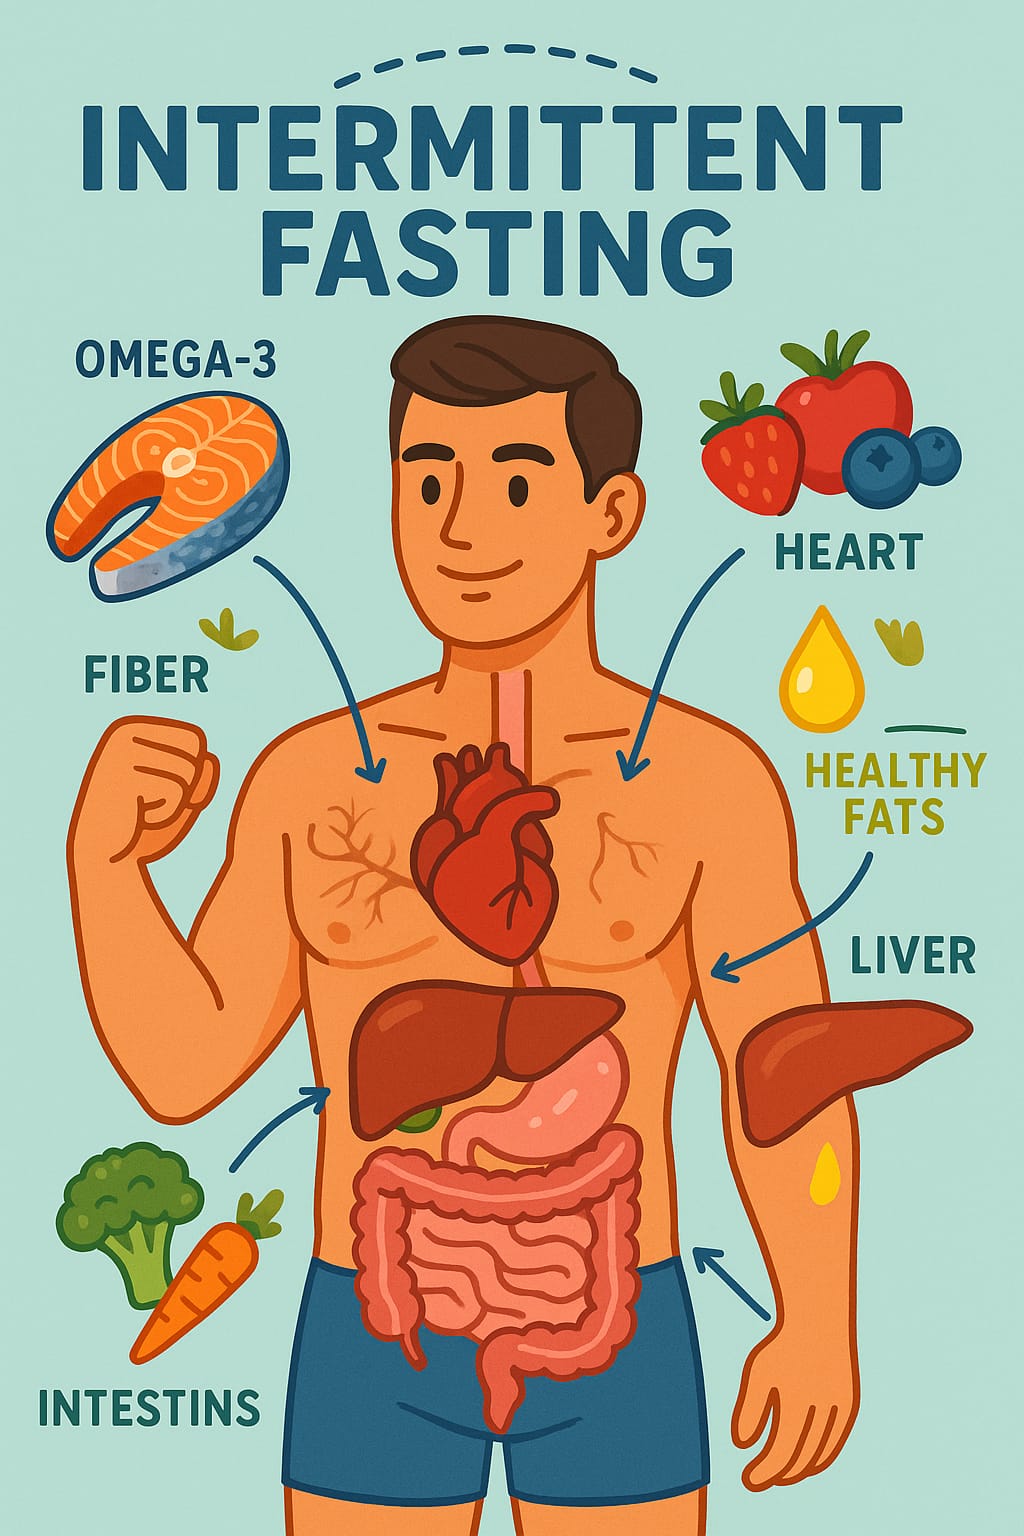 INTERMITTENT
FASTING
OMEGA-3
HEART
FIBER
HEALTHY
FATS
LIVER
INTESTINS